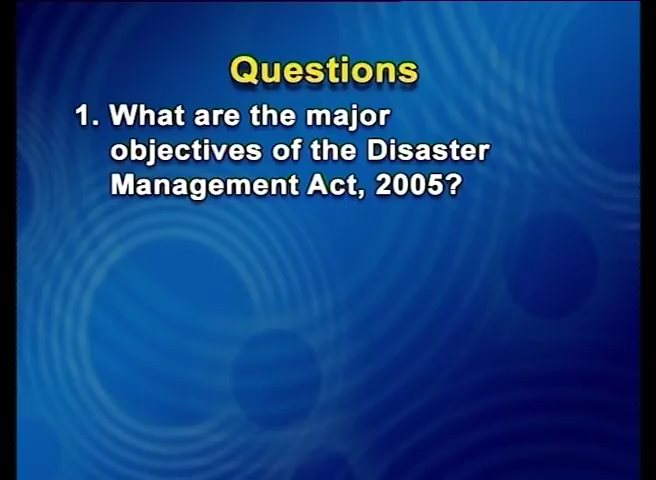 Questions
1. What are the major
objectives of the Disaster
Management Act, 2005?